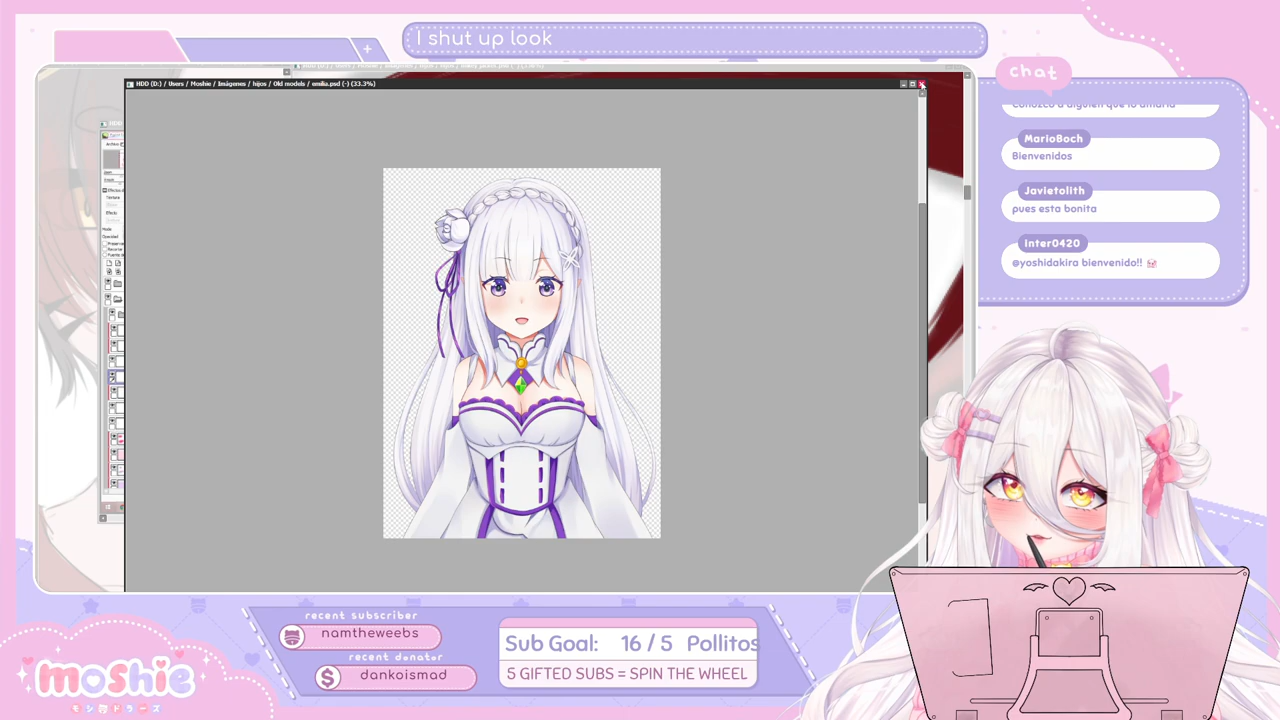 I shut up look
+
HDD (D:) / Users / Moshie / Imágenes / hijos / Old models / emilia.psd (-) (33.3%)
chat
Conozco a alguien que lo amaria
MarioBoch
Bienvenidos
Javietolith
pues esta bonita
Inter0420
@yoshidakira bienvenido!!
recent subscriber
namtheweebs
recent donator
$ dankoismad
Sub Goal: 16 / 5 Pollitos
5 GIFTED SUBS = SPIN THE WHEEL
moshie